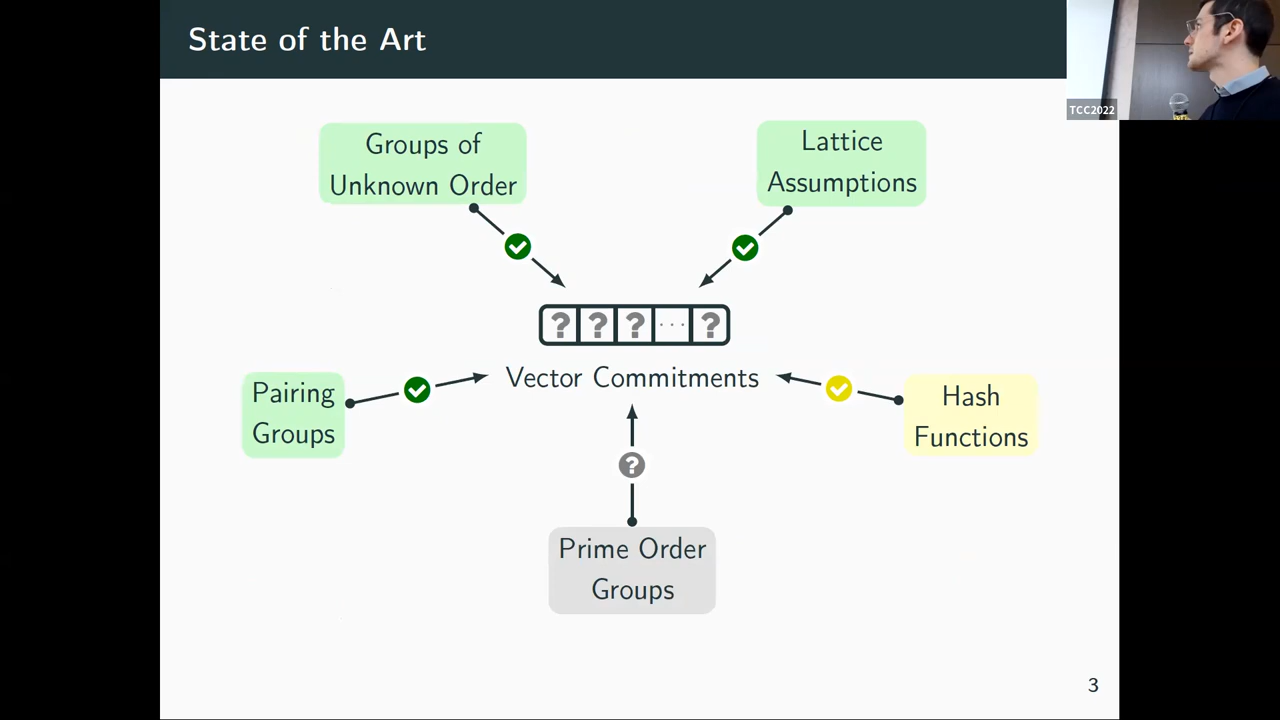 State of the Art
TCC2022
Groups of
Unknown Order
Lattice
Assumptions
? ? ? ... ?
Vector Commitments
Pairing
Groups
Hash
Functions
?
Prime Order
Groups
3